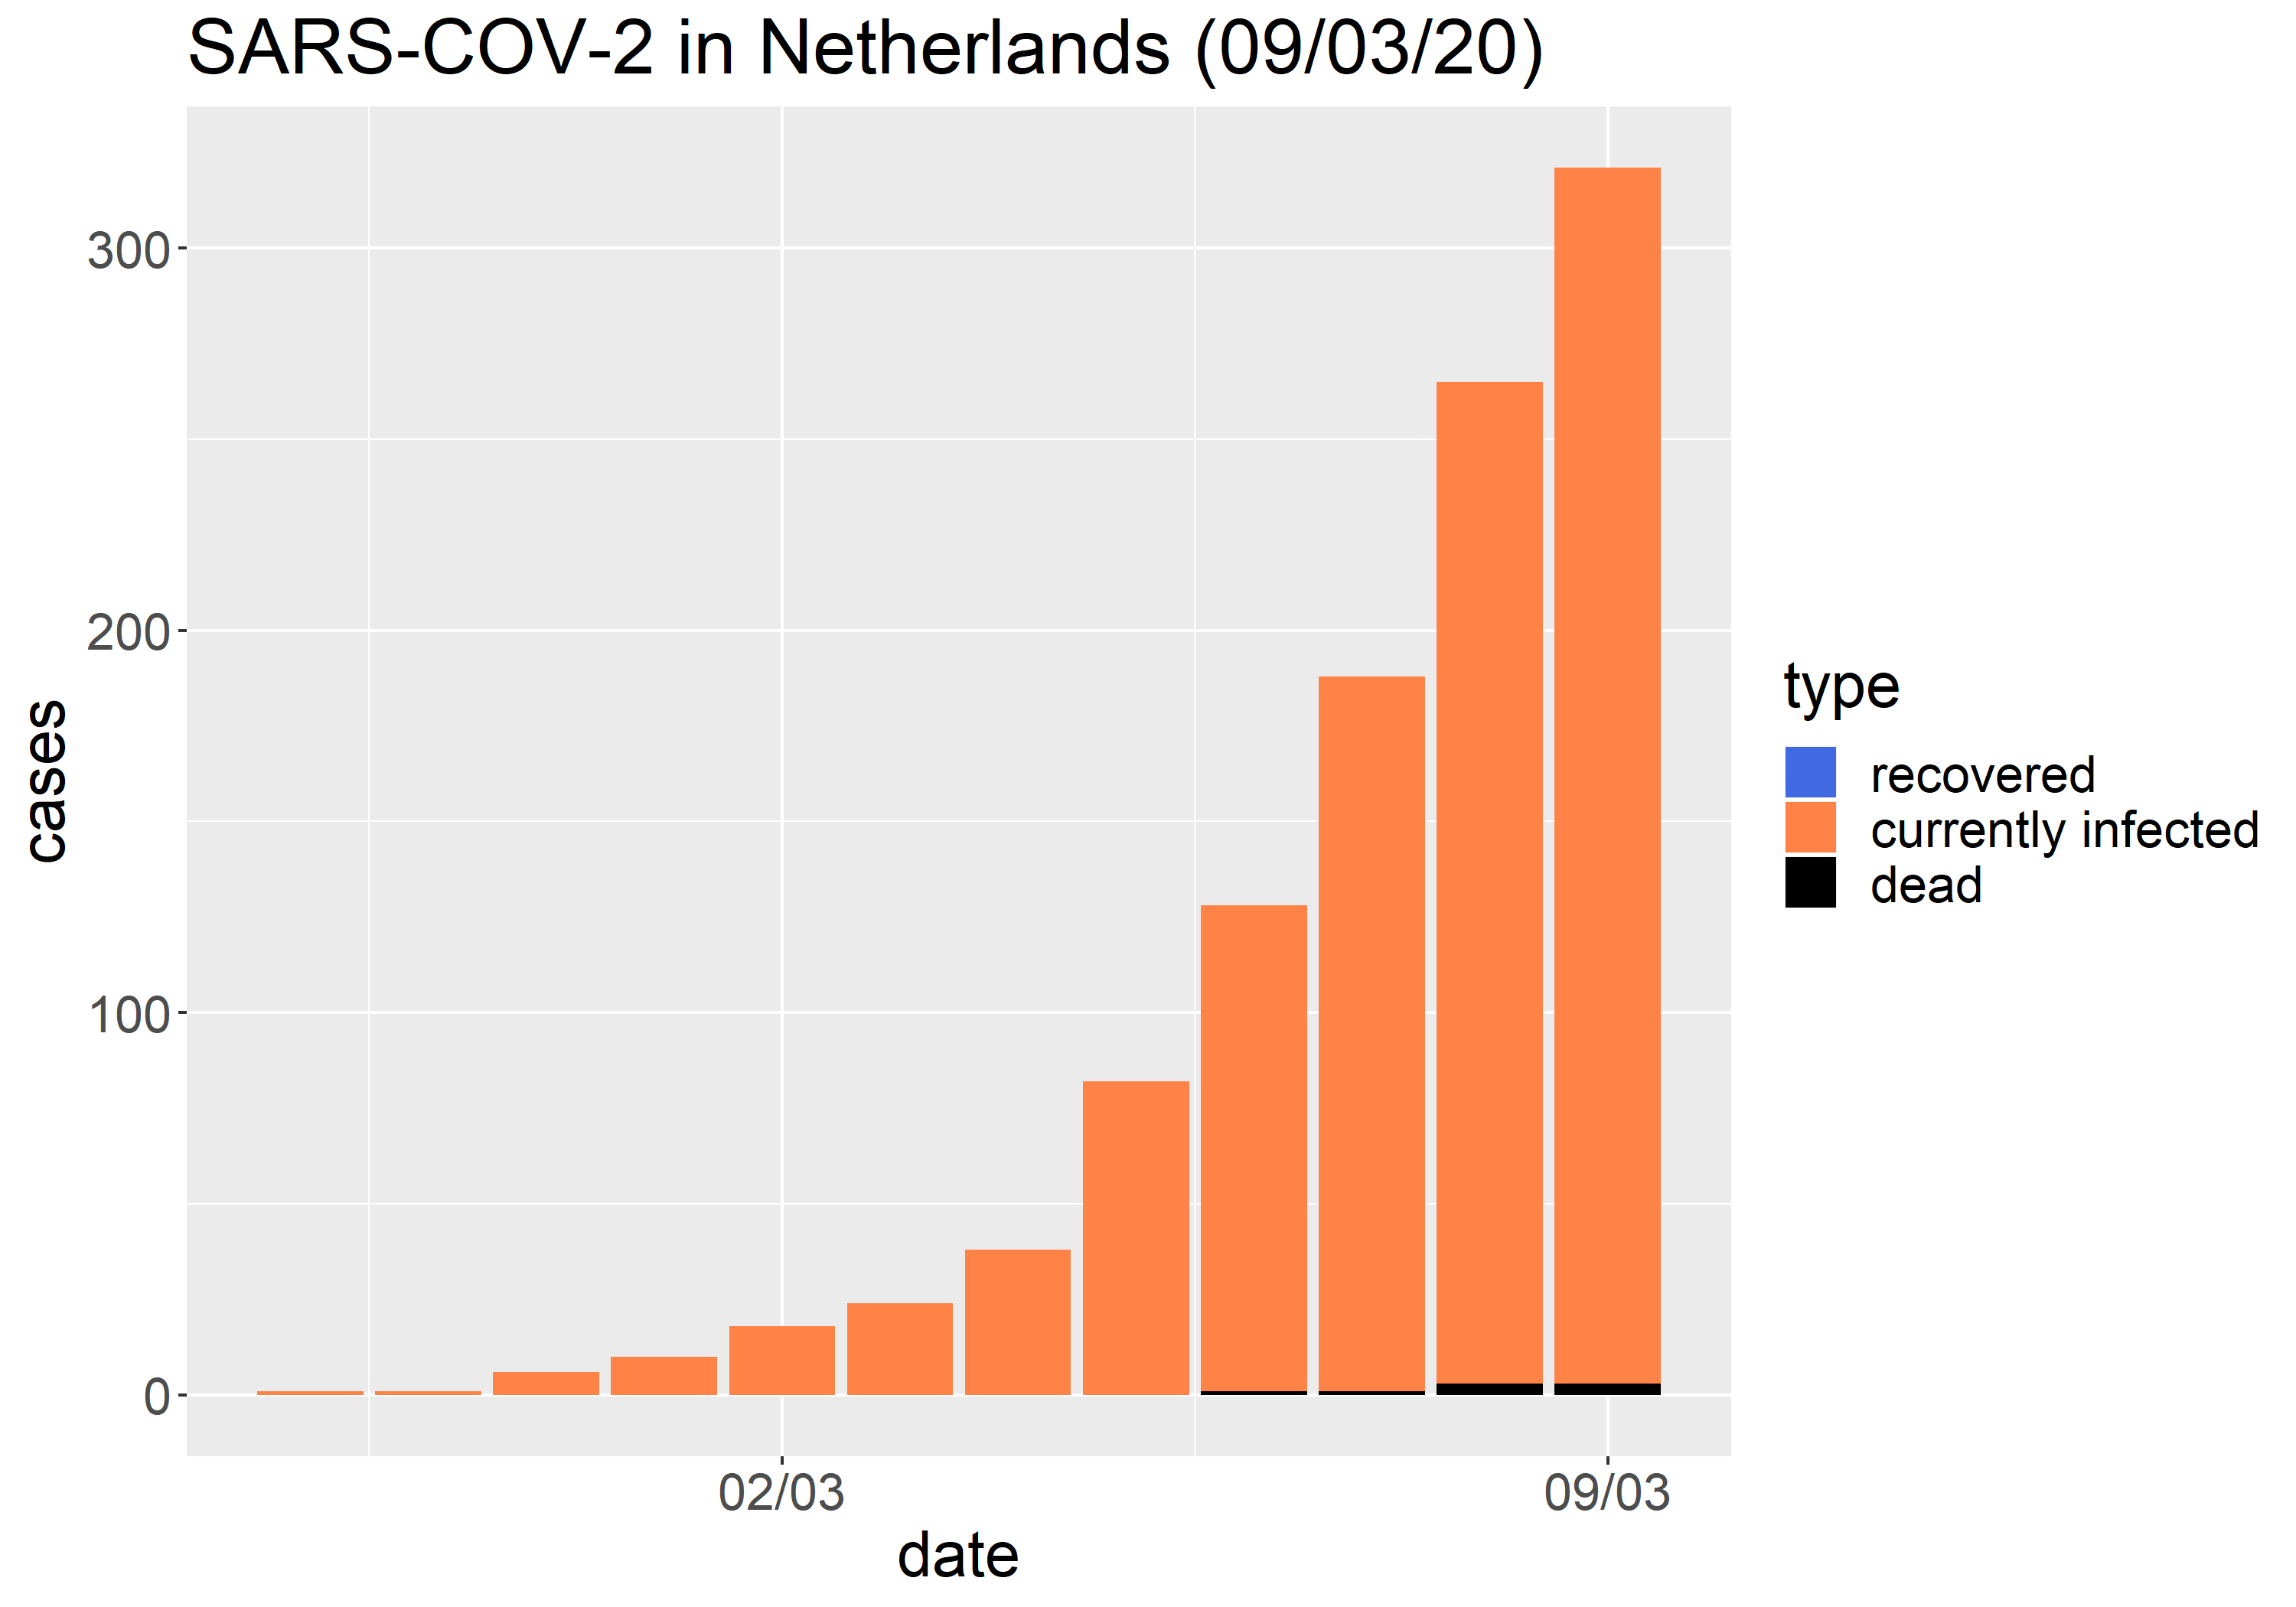 SARS-COV-2 in Netherlands (09/03/20)
cases
300
200
100
0
02/03
09/03
date
type
recovered
currently infected
dead